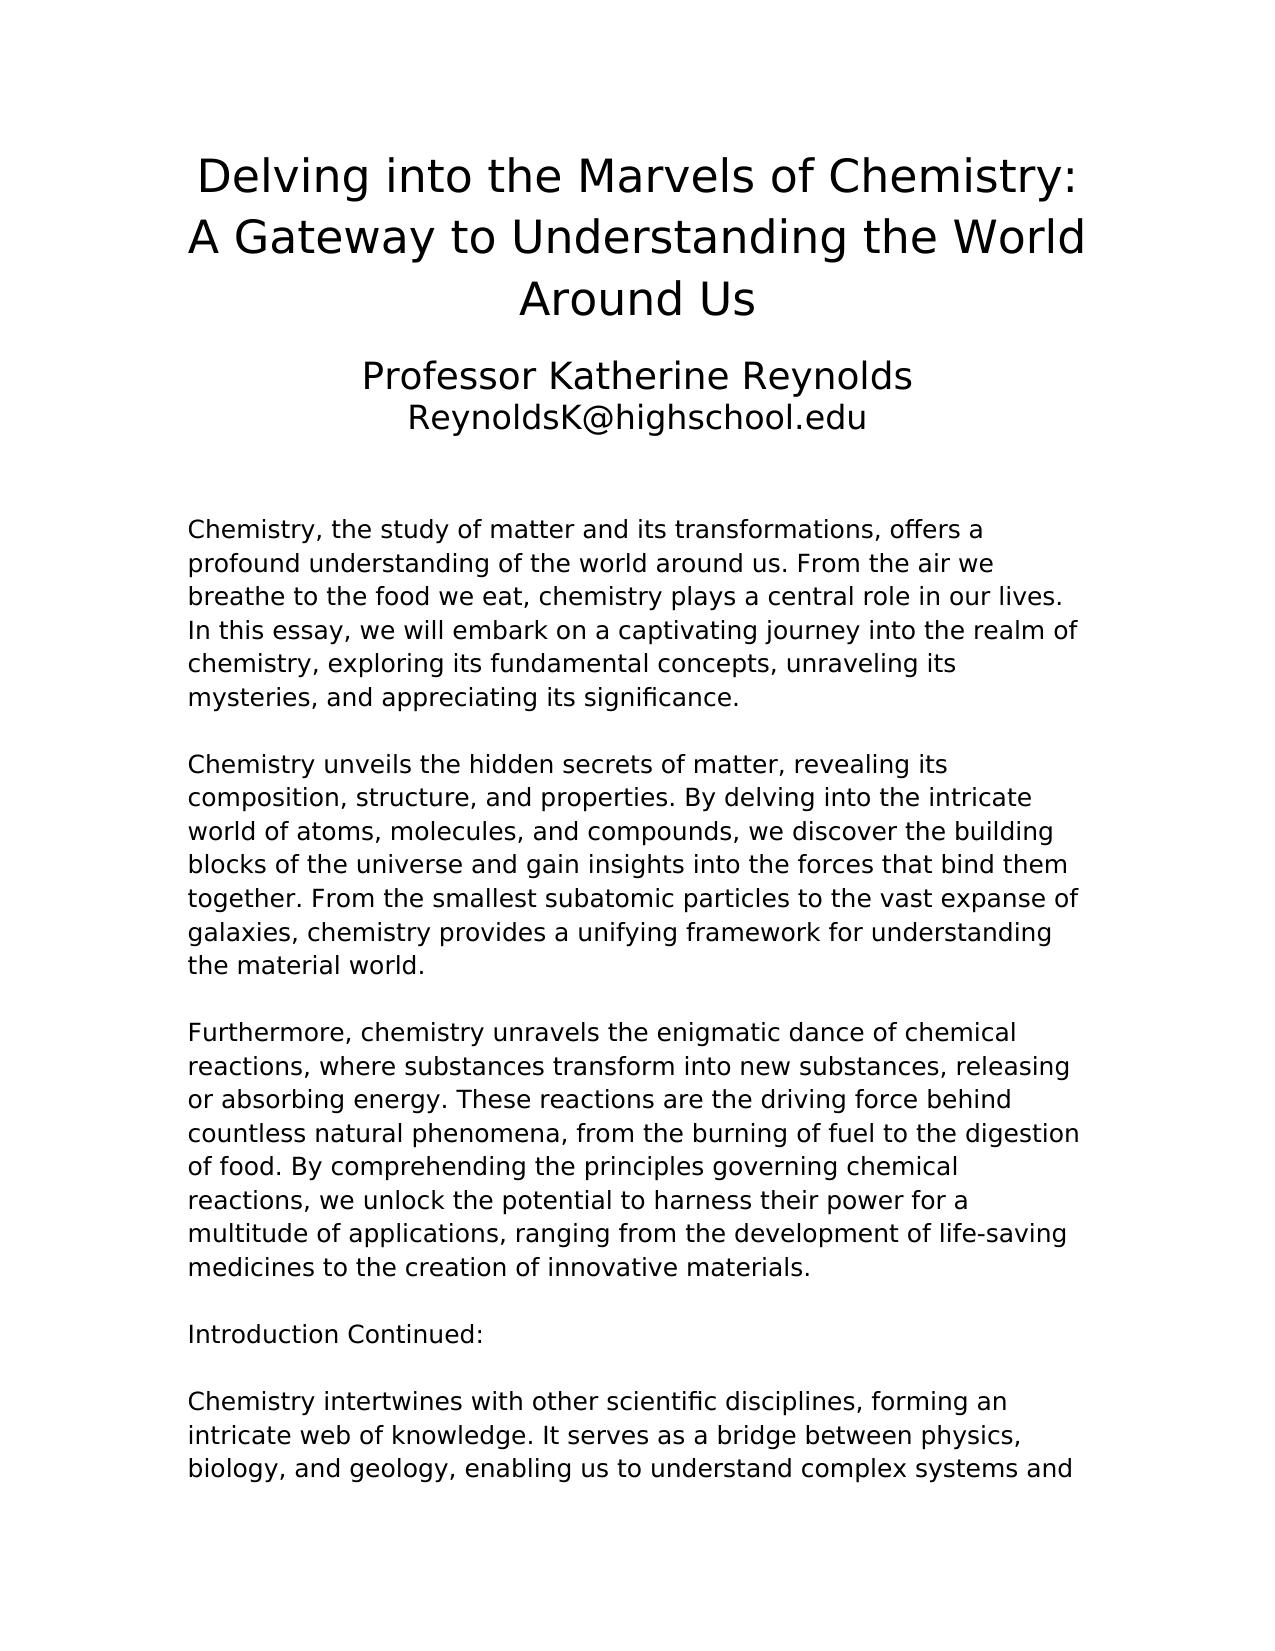 Delving into the Marvels of Chemistry:
A Gateway to Understanding the World
Around Us
Professor Katherine Reynolds
ReynoldsK@highschool.edu
Chemistry, the study of matter and its transformations, offers a
profound understanding of the world around us. From the air we
breathe to the food we eat, chemistry plays a central role in our lives.
In this essay, we will embark on a captivating journey into the realm of
chemistry, exploring its fundamental concepts, unraveling its
mysteries, and appreciating its significance.
Chemistry unveils the hidden secrets of matter, revealing its
composition, structure, and properties. By delving into the intricate
world of atoms, molecules, and compounds, we discover the building
blocks of the universe and gain insights into the forces that bind them
together. From the smallest subatomic particles to the vast expanse of
galaxies, chemistry provides a unifying framework for understanding
the material world.
Furthermore, chemistry unravels the enigmatic dance of chemical
reactions, where substances transform into new substances, releasing
or absorbing energy. These reactions are the driving force behind
countless natural phenomena, from the burning of fuel to the digestion
of food. By comprehending the principles governing chemical
reactions, we unlock the potential to harness their power for a
multitude of applications, ranging from the development of life-saving
medicines to the creation of innovative materials.
Introduction Continued:
Chemistry intertwines with other scientific disciplines, forming an
intricate web of knowledge. It serves as a bridge between physics,
biology, and geology, enabling us to understand complex systems and